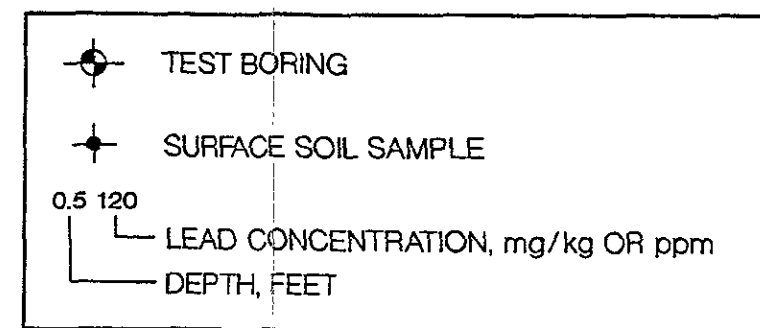 TEST BORING
SURFACE SOIL SAMPLE
0.5 120
LEAD CONCENTRATION, mg/kg OR ppm
DEPTH, FEET